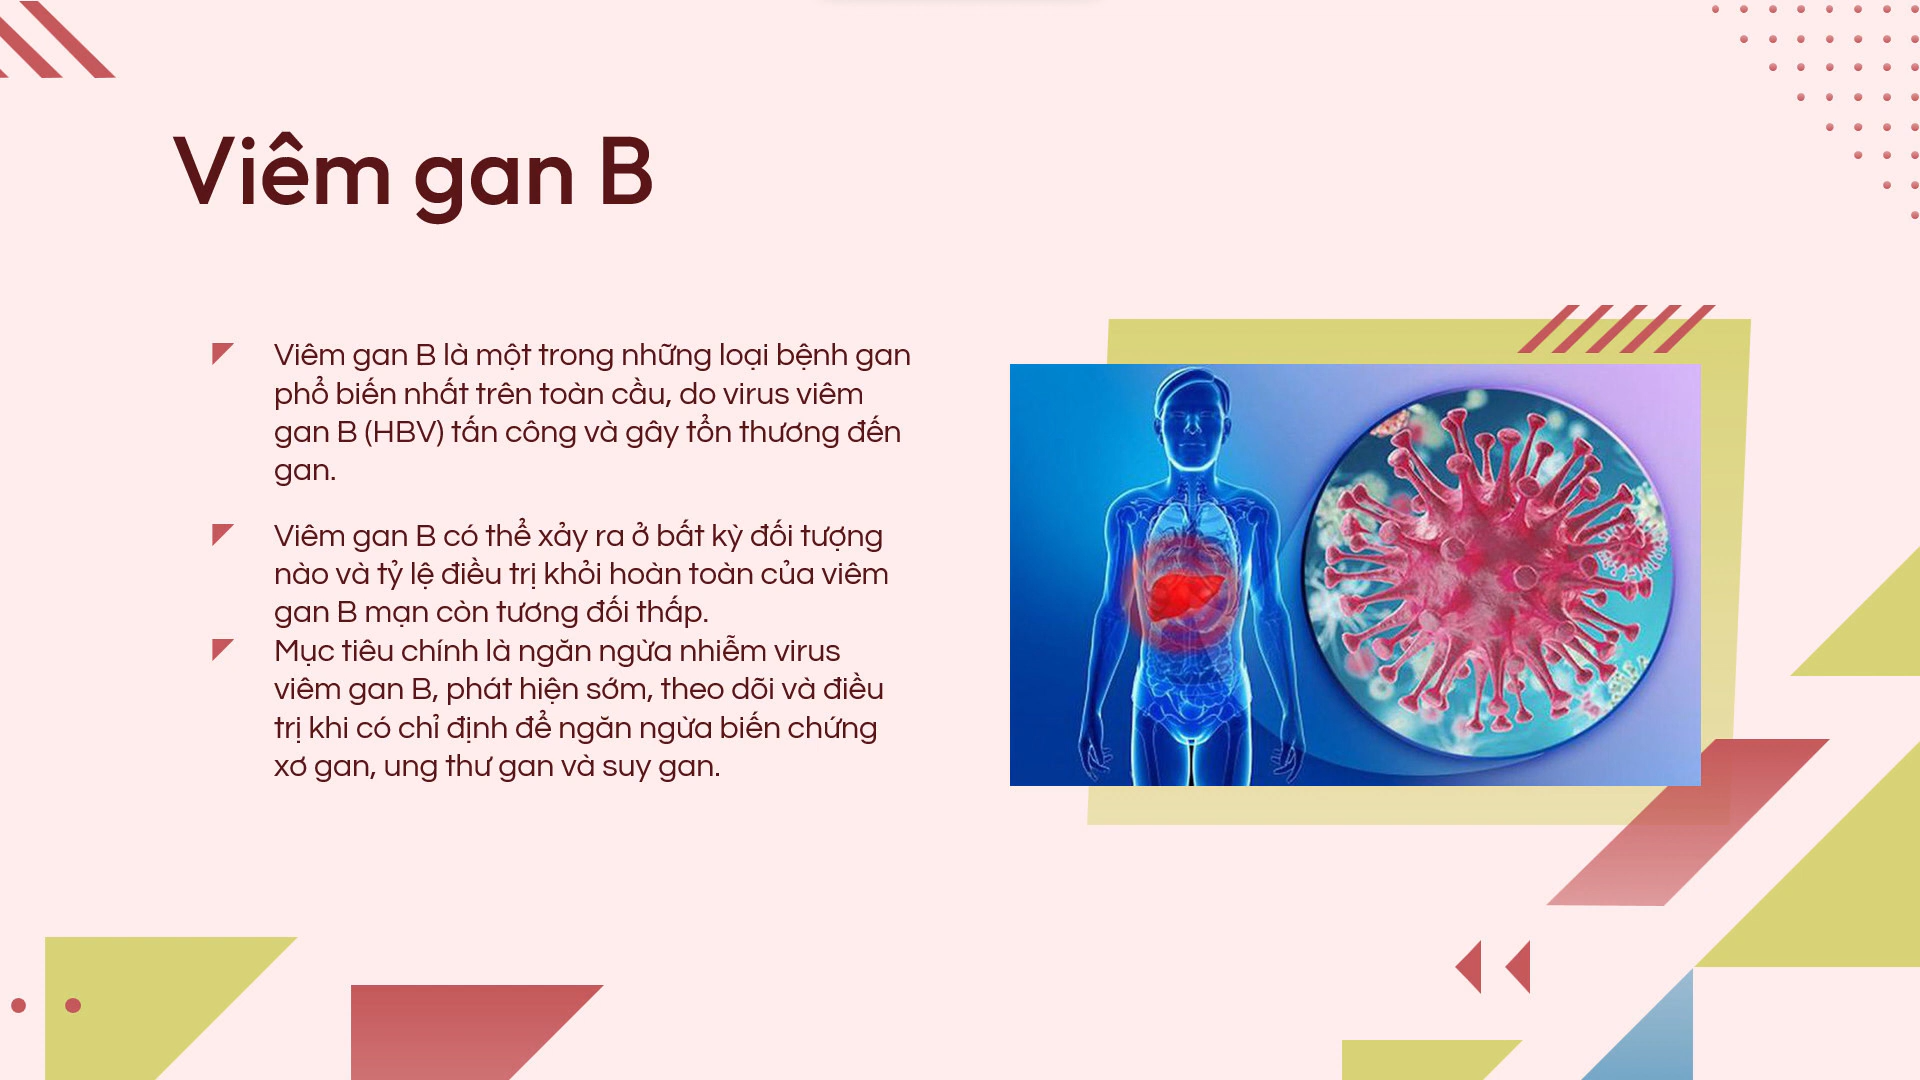 Viêm gan B
Viêm gan B là một trong những loại bệnh gan
phổ biến nhất trên toàn cầu, do virus viêm
gan B (HBV) tấn công và gây tổn thương đến
gan.
Viêm gan B có thể xảy ra ở bất kỳ đối tượng
nào và tỷ lệ điều trị khỏi hoàn toàn của viêm
gan B mạn còn tương đối thấp.
Mục tiêu chính là ngăn ngừa nhiễm virus
viêm gan B, phát hiện sớm, theo dõi và điều
trị khi có chỉ định để ngăn ngừa biến chứng
xơ gan, ung thư gan và suy gan.